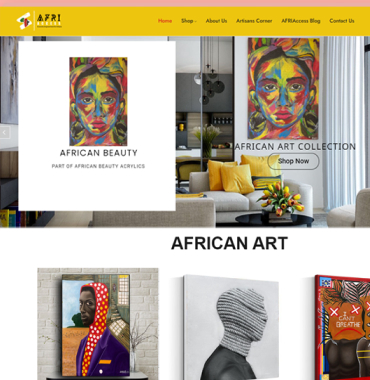 AFRI
Home
Shop
About Us
Artisans Corner
AFRIAccess Blog
Contact Us
AFRICAN BEAUTY
PART OF AFRICAN BEAUTY ACRYLICS
AFRICAN ART COLLECTION
Shop Now
AFRICAN ART
I CAN'T
BREATHE